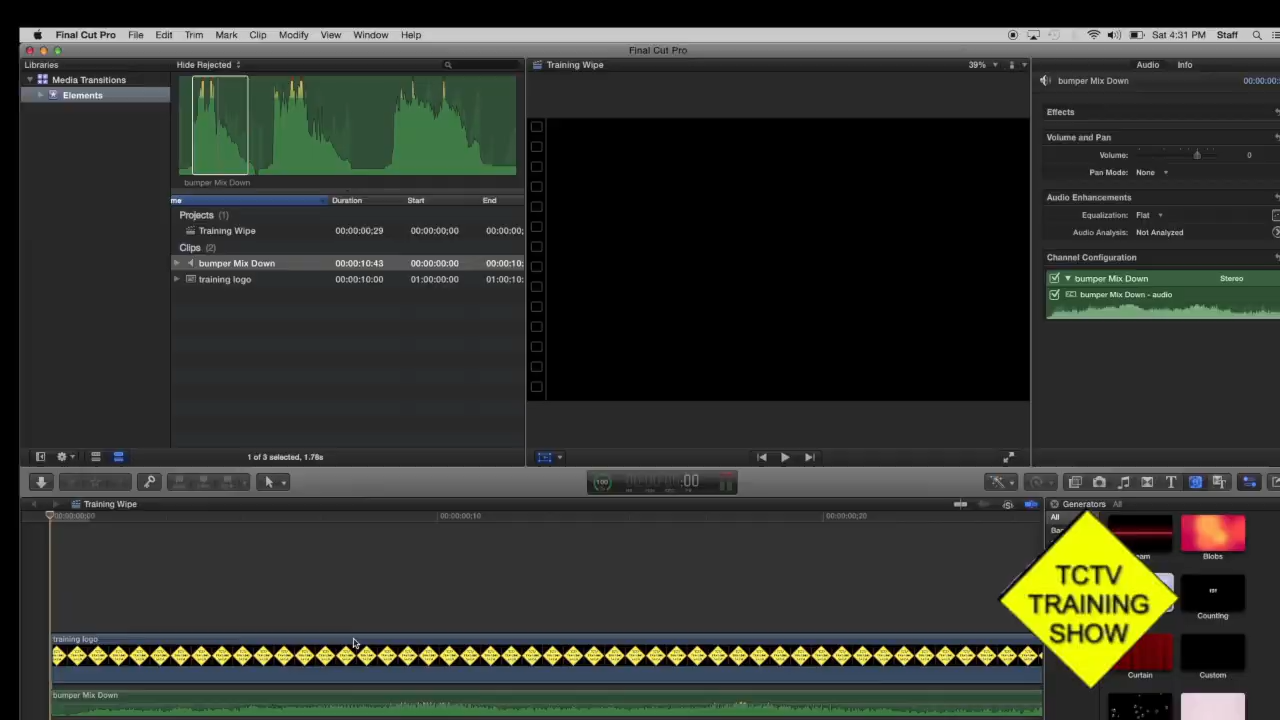 Final Cut Pro File Edit Trim Mark Clip Modify View Window Help Sat 4:31 PM Staff
Final Cut Pro
Libraries Hide Rejected Training Wipe 39% Audio Info
Media Transitions
Elements
bumper Mix Down 00:00:00
Effects
Volume and Pan
Volume: 0
Pan Mode: None
bumper Mix Down
me Duration Start End
Audio Enhancements
Projects (1)
Equalization: Flat
Training Wipe 00:00:00;29 00:00:00;00 00:00:00;
Audio Analysis: Not Analyzed
Clips (2)
Channel Configuration
bumper Mix Down 00:00:10:43 00:00:00:00 00:00:10:
training logo 00:00:10:00 01:00:00:00 01:00:10:
bumper Mix Down Stereo
bumper Mix Down - audio
1 of 3 selected, 1.78s
100 :00
Training Wipe
Generators All
00:00:00;00 00:00:00;10 00:00:00;20
All
Blobs
Counting
TCTV
TRAINING
SHOW
training logo
Curtain Custom
bumper Mix Down